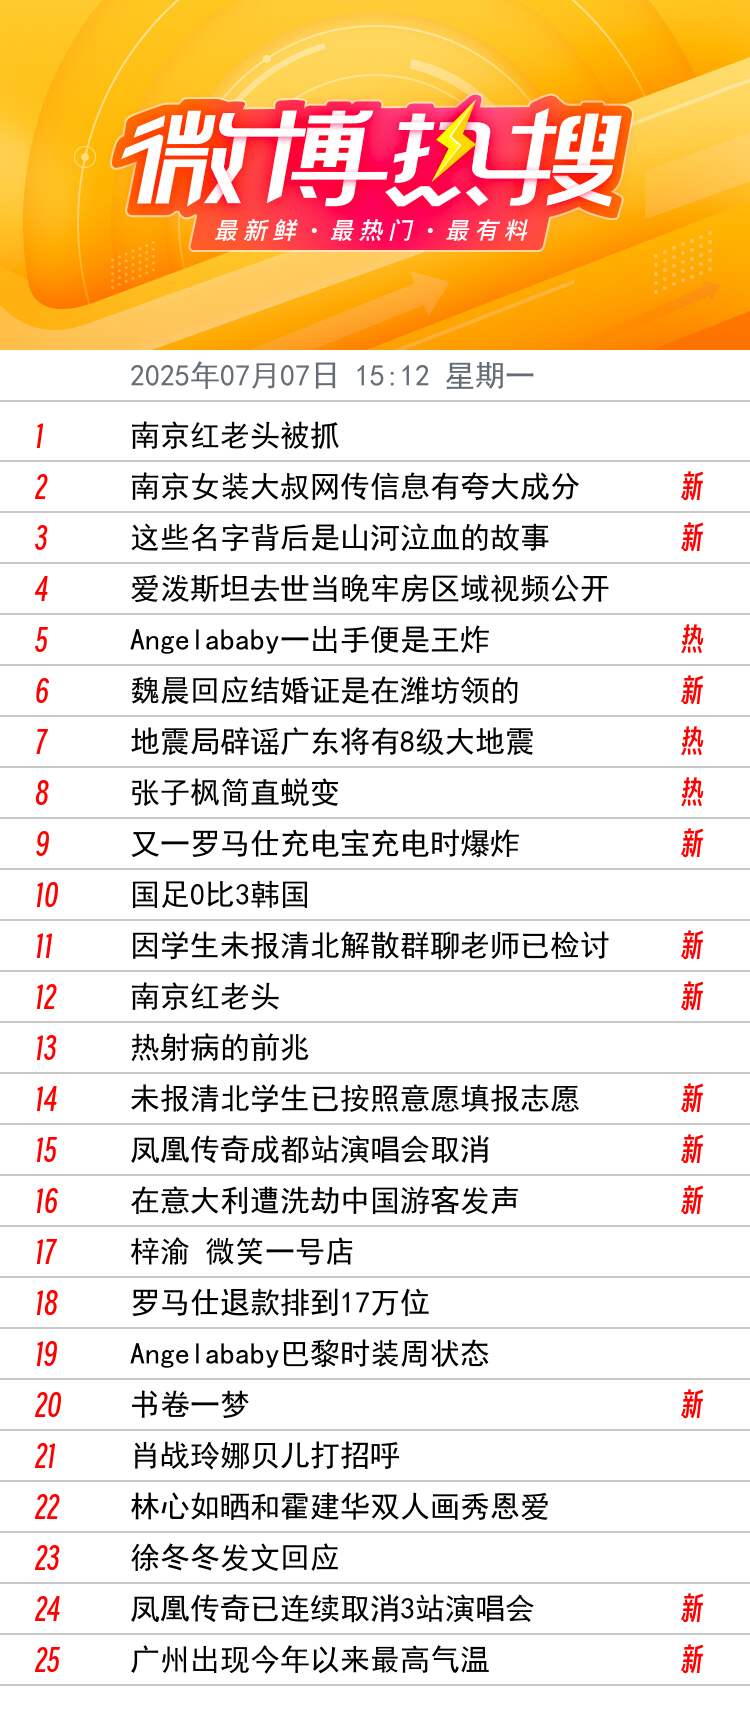 微博热搜
最新鲜·最热门·最有料
2025年07月07日 15:12 星期一
1 南京红老头被抓
2 南京女装大叔网传信息有夸大成分 新
3 这些名字背后是山河泣血的故事 新
4 爱泼斯坦去世当晚牢房区域视频公开
5 Angelababy一出手便是王炸 热
6 魏晨回应结婚证是在潍坊领的 新
7 地震局辟谣广东将有8级大地震 热
8 张子枫简直蜕变 热
9 又一罗马仕充电宝充电时爆炸 新
10 国足0比3韩国
11 因学生未报清北解散群聊老师已检讨 新
12 南京红老头 新
13 热射病的前兆
14 未报清北学生已按照意愿填报志愿 新
15 凤凰传奇成都站演唱会取消 新
16 在意大利遭洗劫中国游客发声 新
17 梓渝 微笑一号店
18 罗马仕退款排到17万位
19 Angelababy巴黎时装周状态
20 书卷一梦 新
21 肖战玲娜贝儿打招呼
22 林心如晒和霍建华双人画秀恩爱
23 徐冬冬发文回应
24 凤凰传奇已连续取消3站演唱会 新
25 广州出现今年以来最高气温 新